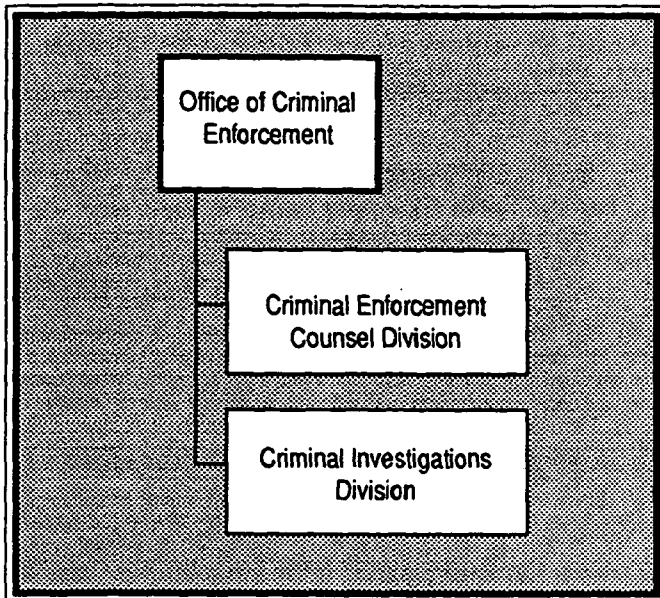 Office of Criminal
Enforcement
Criminal Enforcement
Counsel Division
Criminal Investigations
Division